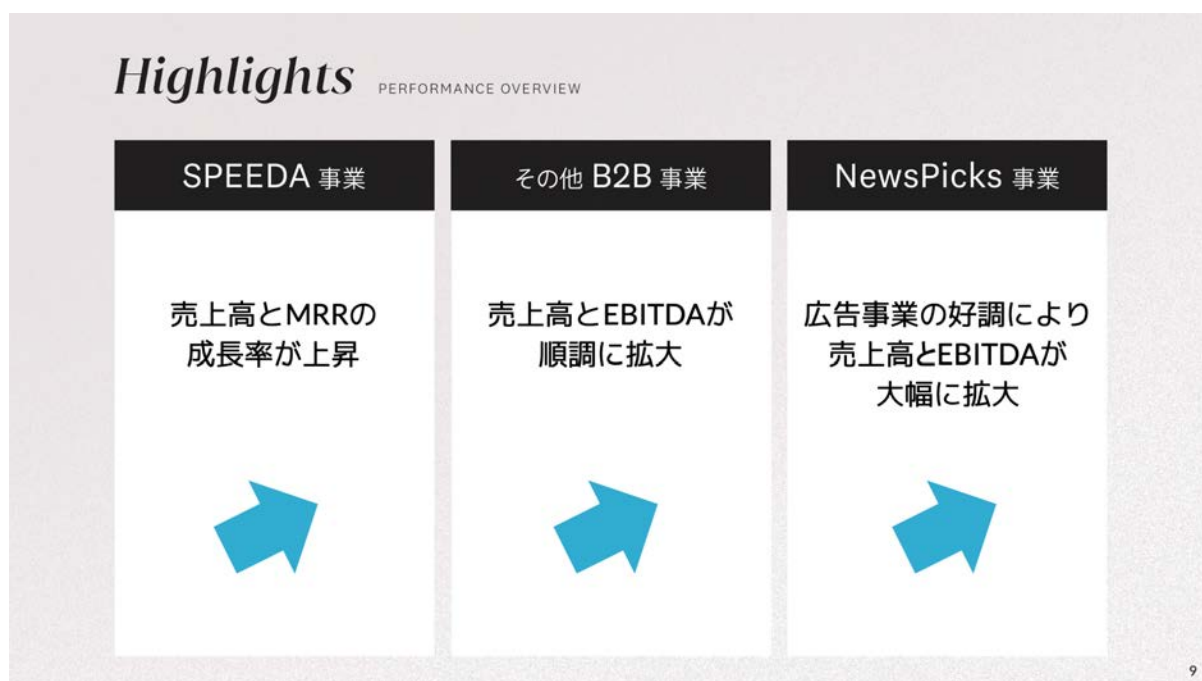 Highlights PERFORMANCE OVERVIEW
SPEEDA 事業
売上高とMRRの
成長率が上昇
その他 B2B 事業
売上高とEBITDAが
順調に拡大
NewsPicks 事業
広告事業の好調により
売上高とEBITDAが
大幅に拡大
9